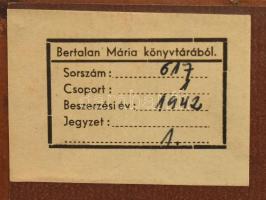 Bertalan Mária könyvtárából.
Sorszám: 617
Csoport: 1
Beszerzési év: 1942
Jegyzet:
1.